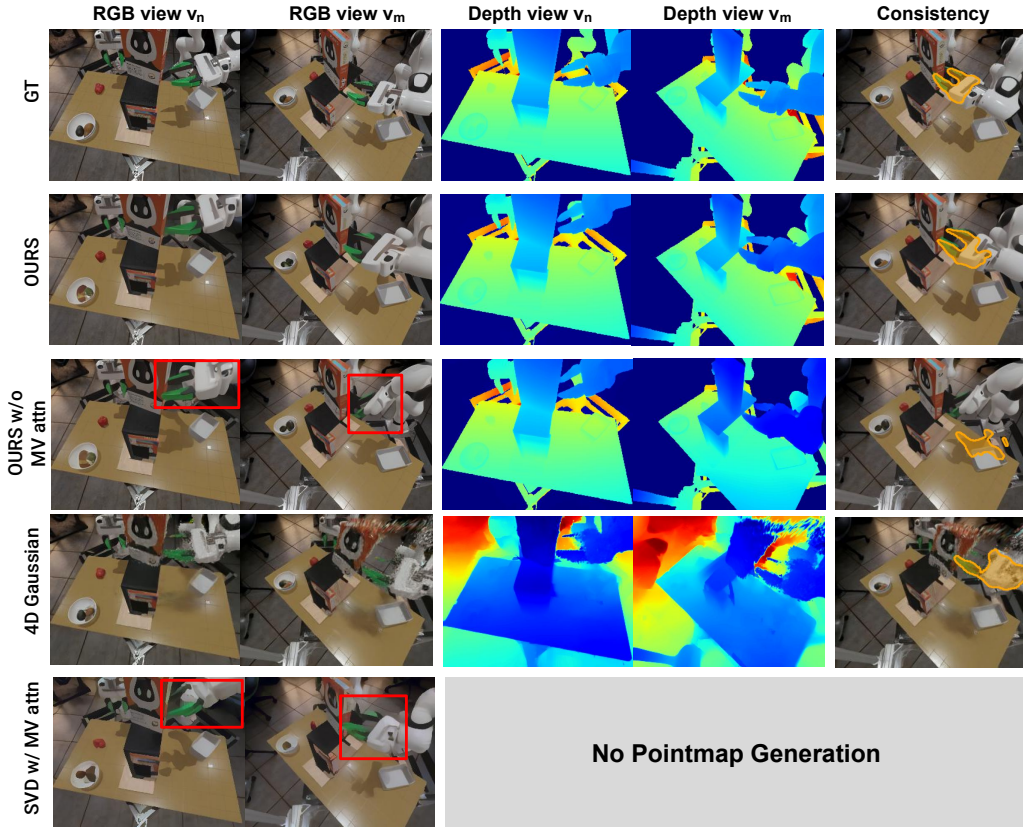 RGB view vₙ RGB view vₘ Depth view vₙ Depth view vₘ Consistency
GT
OURS
OURS w/o
MV attn
4D Gaussian
SVD w/ MV attn
No Pointmap Generation